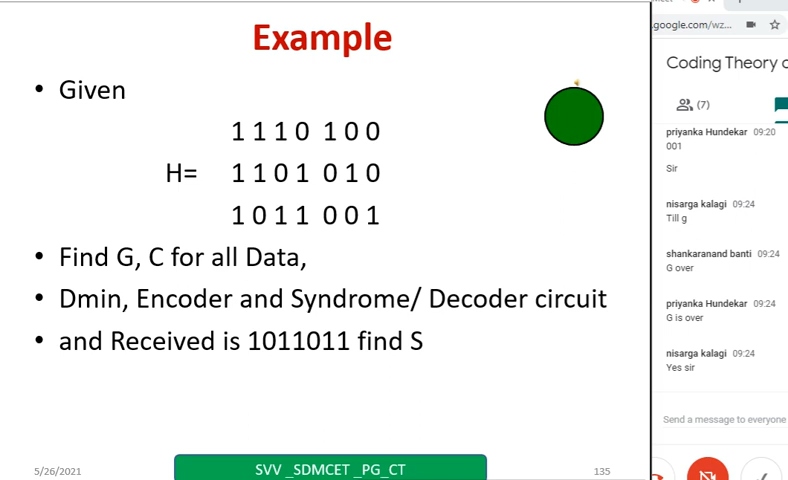 Example
• Given
1 1 1 0 1 0 0
H= 1 1 0 1 0 1 0
1 0 1 1 0 0 1
• Find G, C for all Data,
• Dmin, Encoder and Syndrome/ Decoder circuit
• and Received is 1011011 find S
5/26/2021
SVV _SDMCET _PG_CT
135
.google.com/wz...
Coding Theory
(7)
priyanka Hundekar 09:20
001
Sir
nisarga kalagi 09:24
Till g
shankaranand banti 09:24
G over
priyanka Hundekar 09:24
G is over
nisarga kalagi 09:24
Yes sir
Send a message to everyone